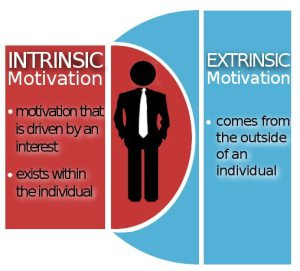 INTRINSIC
Motivation
• motivation that
is driven by an
interest
• exists within
the individual
EXTRINSIC
Motivation
• comes from
the outside
of an
individual